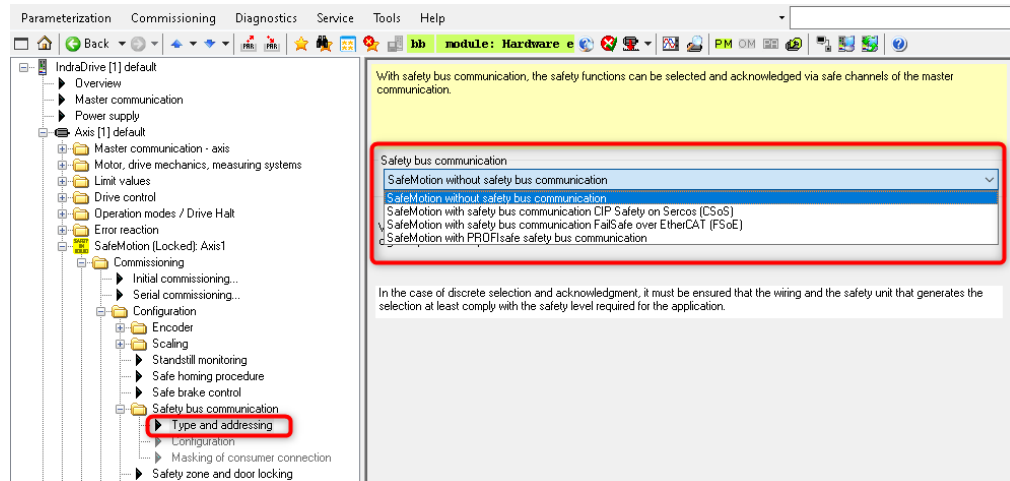 Parameterization Commissioning Diagnostics Service Tools Help
Back bb module: Hardware e PM OM
IndraDrive [1] default
Overview
Master communication
Power supply
Axis [1] default
Master communication - axis
Motor, drive mechanics, measuring systems
Limit values
Drive control
Operation modes / Drive Halt
Error reaction
SafeMotion (Locked): Axis1
Commissioning
Initial commissioning...
Serial commissioning...
Configuration
Encoder
Scaling
Standstill monitoring
Safe homing procedure
Safe brake control
Safety bus communication
Type and addressing
Configuration
Masking of consumer connection
Safety zone and door locking
With safety bus communication, the safety functions can be selected and acknowledged via safe channels of the master
communication.
Safety bus communication
SafeMotion without safety bus communication
SafeMotion without safety bus communication
SafeMotion with safety bus communication CIP Safety on Sercos (CSoS)
SafeMotion with safety bus communication FailSafe over EtherCAT (FSoE)
SafeMotion with PROFIsafe safety bus communication
In the case of discrete selection and acknowledgment, it must be ensured that the wiring and the safety unit that generates the
selection at least comply with the safety level required for the application.